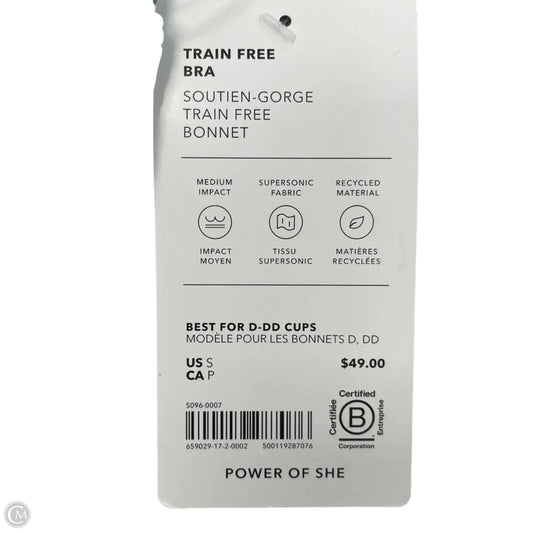 TRAIN FREE
BRA
SOUTIEN-GORGE
TRAIN FREE
BONNET
MEDIUM
IMPACT
SUPERSONIC
FABRIC
RECYCLED
MATERIAL
IMPACT
MOYEN
TISSU
SUPERSONIC
MATIÈRES
RECYCLÉES
BEST FOR D-DD CUPS
MODÈLE POUR LES BONNETS D, DD
US S
CA P
$49.00
S096-0007
659029-17-2-0002 500119287076
Certified
Certifiée
B
Entreprise
Corporation
POWER OF SHE
CM